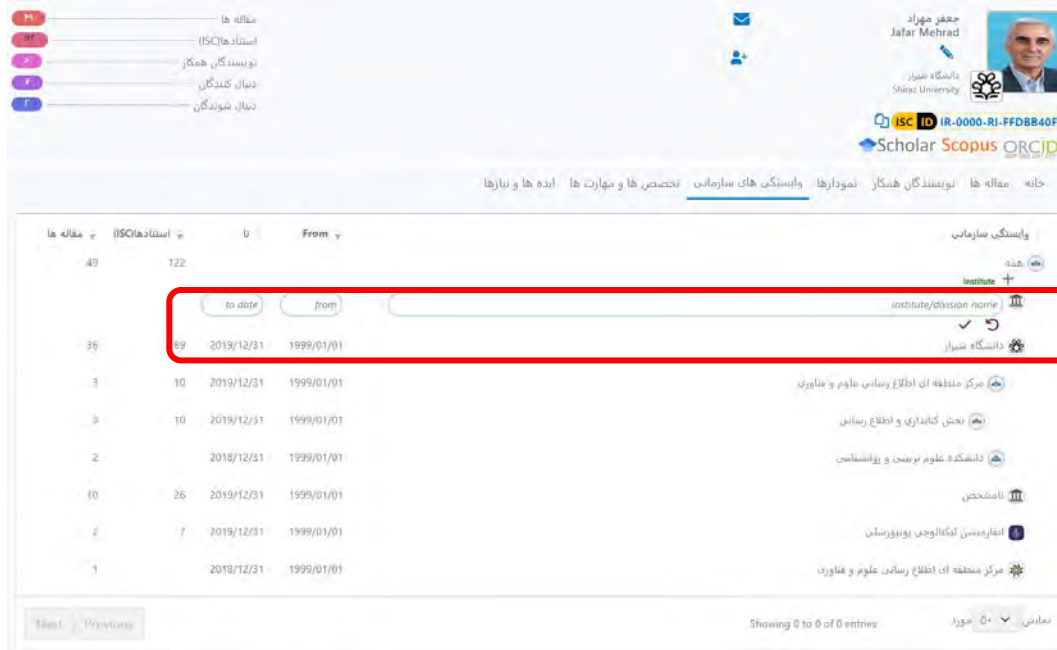 جعفر مهراد
Jafar Mehrad
دانشگاه شیراز
Shiraz University
ISC ID IR-0000-RI-FFDBB40F
Scholar Scopus ORCID
مقاله ها
استنادها(ISC)
نویسندگان همکار
دنبال کنندگان
دنبال شوندگان
خانه مقاله ها نویسندگان همکار نمودارها وابستگی های سازمانی تخصص ها و مهارت ها ایده ها و نیازها
وابستگی سازمانی From تا استنادها(ISC) مقاله ها
همه 122 49
Institute
institute/division name from to date
دانشگاه شیراز 1999/01/01 2019/12/31 89 36
مرکز منطقه ای اطلاع رسانی علوم و فناوری 1999/01/01 2019/12/31 10 3
بخش کتابداری و اطلاع رسانی 1999/01/01 2019/12/31 10 3
دانشکده علوم تربیتی و روانشناسی 1999/01/01 2018/12/31 2
نامشخص 1999/01/01 2019/12/31 26 10
انفارمیشن تیکنالوجی یونیورسٹی 1999/01/01 2019/12/31 7 2
مرکز منطقه ای اطلاع رسانی علوم و فناوری 1999/01/01 2018/12/31 1
نمایش ۵۰ مورد
Showing 0 to 0 of 0 entries
Previous Next